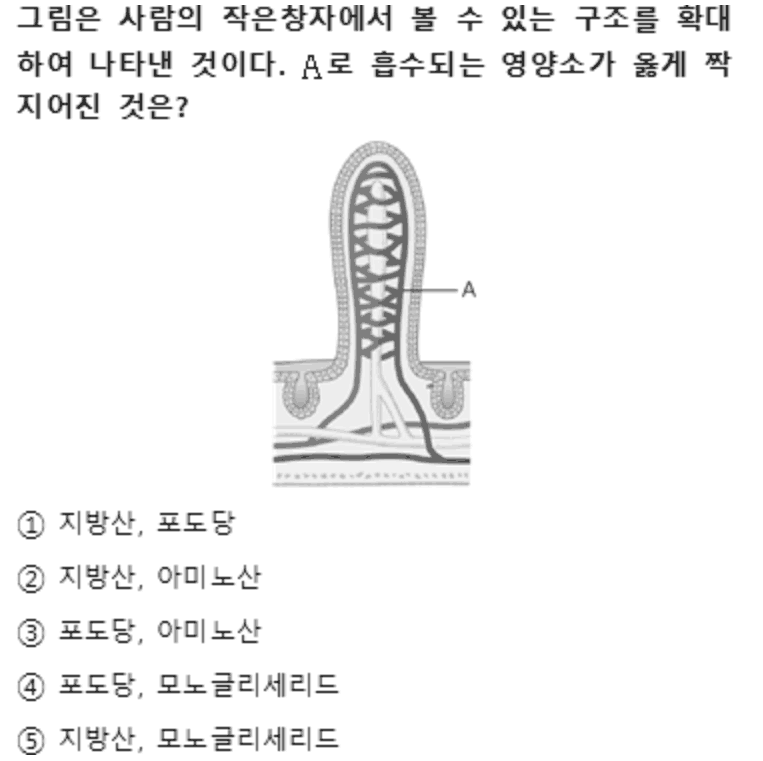 그림은 사람의 작은창자에서 볼 수 있는 구조를 확대
하여 나타낸 것이다. A로 흡수되는 영양소가 옳게 짝
지어진 것은?
A
① 지방산, 포도당
② 지방산, 아미노산
③ 포도당, 아미노산
④ 포도당, 모노글리세리드
⑤ 지방산, 모노글리세리드